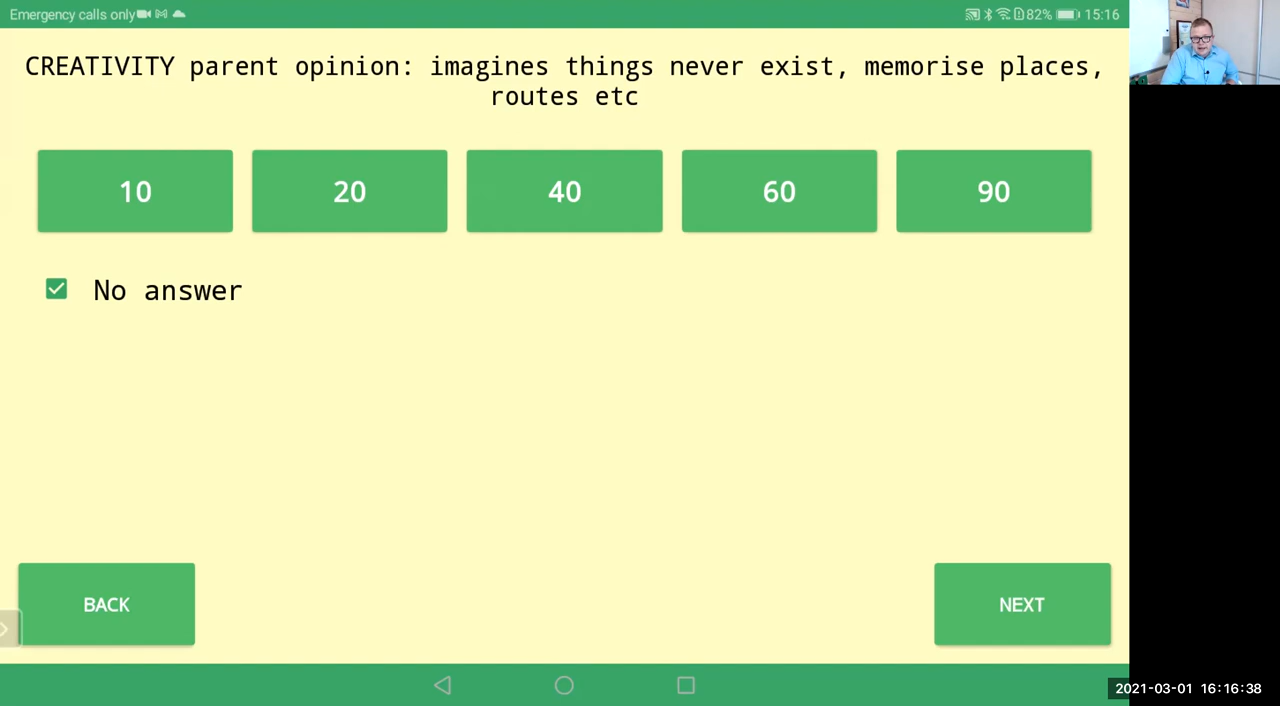 Emergency calls only
82% 15:16
CREATIVITY parent opinion: imagines things never exist, memorise places,
routes etc
10 20 40 60 90
No answer
BACK NEXT
2021-03-01 16:16:38